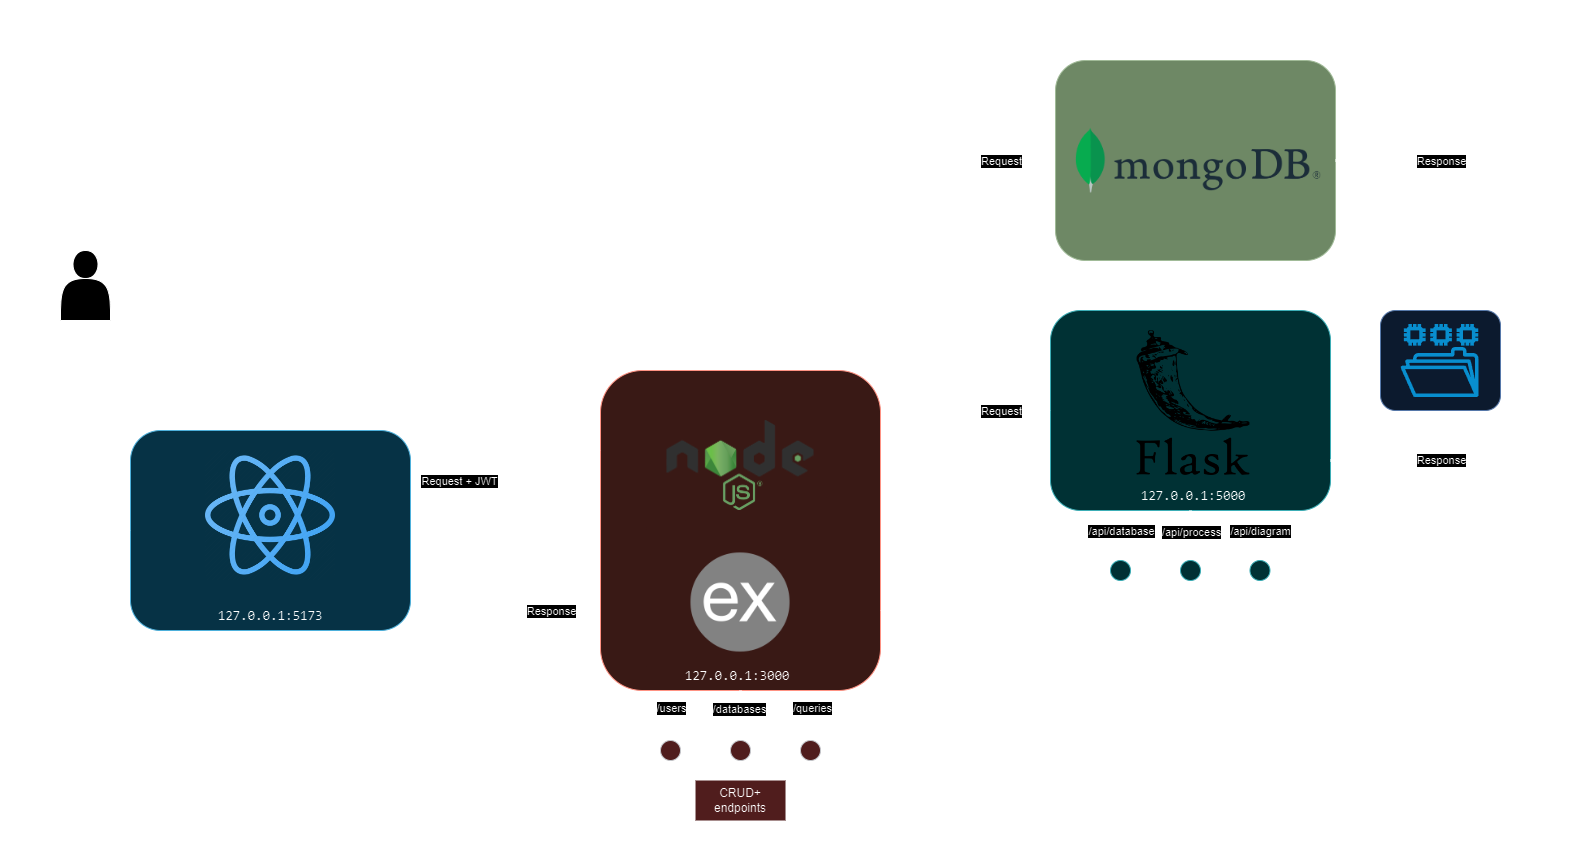 Request
mongoDB®
Response
Request
Flask
127.0.0.1:5000
Response
/api/database
/api/process
/api/diagram
Request + JWT
127.0.0.1:5173
Response
node
JS®
ex
127.0.0.1:3000
/users
/databases
/queries
CRUD+
endpoints